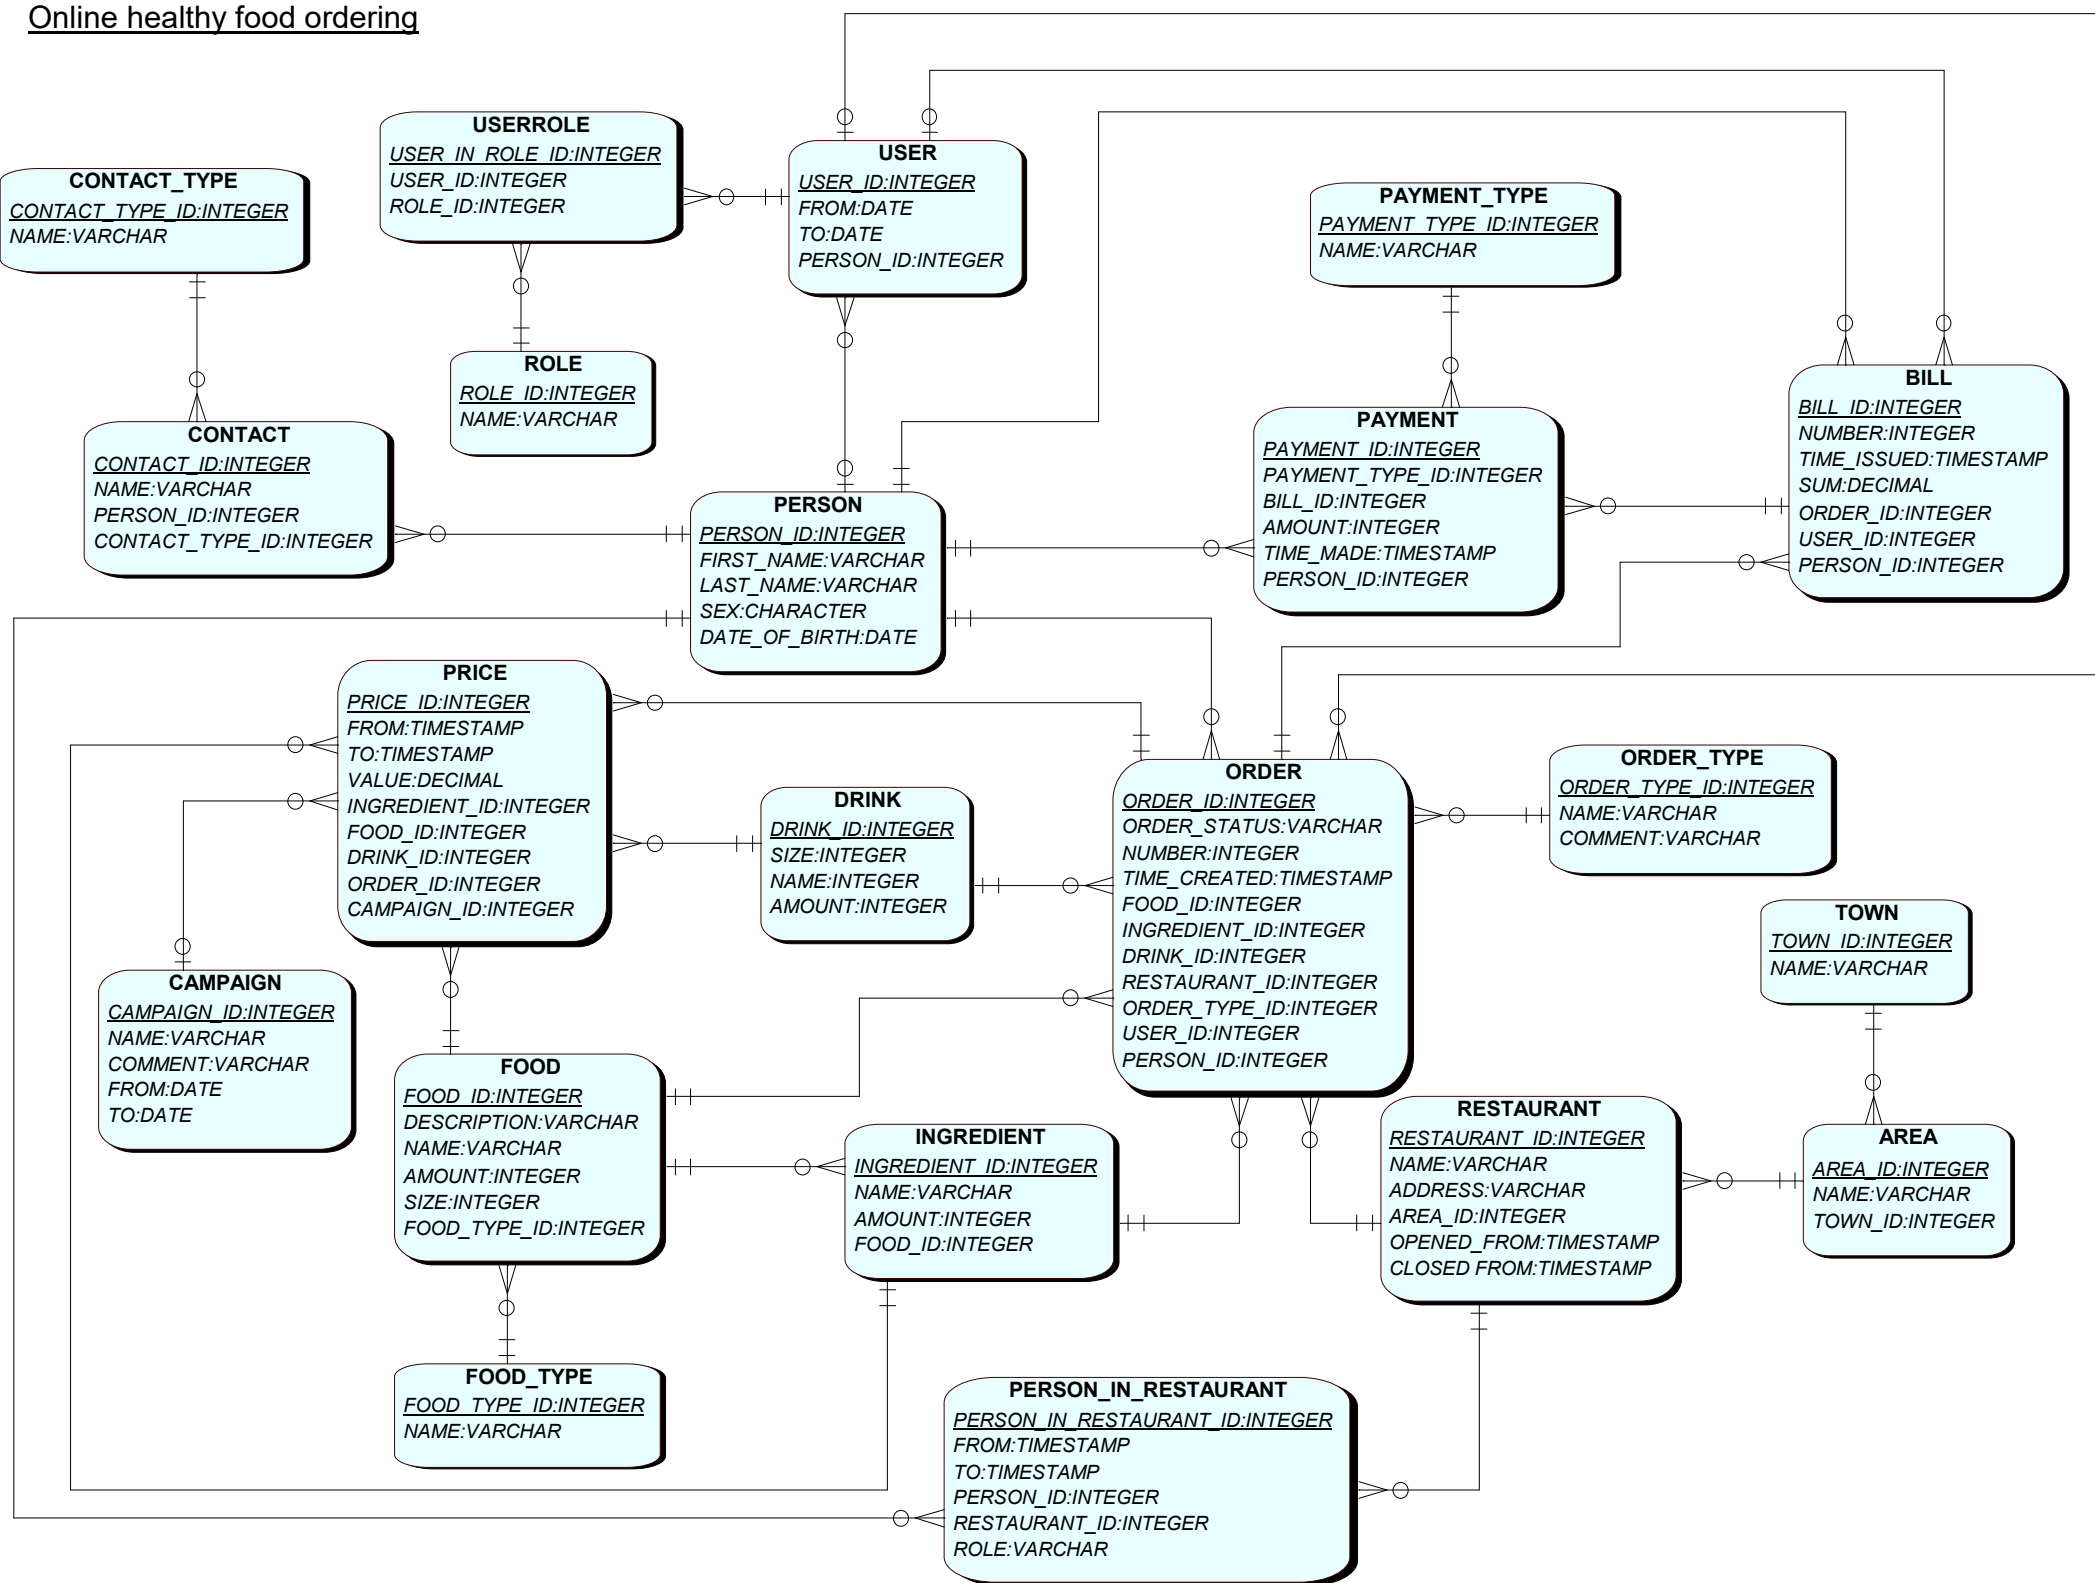 Online healthy food ordering
USERROLE
USER_IN_ROLE_ID:INTEGER
USER_ID:INTEGER
ROLE_ID:INTEGER
USER
USER_ID:INTEGER
FROM:DATE
TO:DATE
PERSON_ID:INTEGER
CONTACT_TYPE
CONTACT_TYPE_ID:INTEGER
NAME:VARCHAR
PAYMENT_TYPE
PAYMENT_TYPE_ID:INTEGER
NAME:VARCHAR
ROLE
ROLE_ID:INTEGER
NAME:VARCHAR
BILL
BILL_ID:INTEGER
NUMBER:INTEGER
TIME_ISSUED:TIMESTAMP
SUM:DECIMAL
ORDER_ID:INTEGER
USER_ID:INTEGER
PERSON_ID:INTEGER
CONTACT
CONTACT_ID:INTEGER
NAME:VARCHAR
PERSON_ID:INTEGER
CONTACT_TYPE_ID:INTEGER
PAYMENT
PAYMENT_ID:INTEGER
PAYMENT_TYPE_ID:INTEGER
BILL_ID:INTEGER
AMOUNT:INTEGER
TIME_MADE:TIMESTAMP
PERSON_ID:INTEGER
PERSON
PERSON_ID:INTEGER
FIRST_NAME:VARCHAR
LAST_NAME:VARCHAR
SEX:CHARACTER
DATE_OF_BIRTH:DATE
PRICE
PRICE_ID:INTEGER
FROM:TIMESTAMP
TO:TIMESTAMP
VALUE:DECIMAL
INGREDIENT_ID:INTEGER
FOOD_ID:INTEGER
DRINK_ID:INTEGER
ORDER_ID:INTEGER
CAMPAIGN_ID:INTEGER
DRINK
DRINK_ID:INTEGER
SIZE:INTEGER
NAME:INTEGER
AMOUNT:INTEGER
ORDER
ORDER_ID:INTEGER
ORDER_STATUS:VARCHAR
NUMBER:INTEGER
TIME_CREATED:TIMESTAMP
FOOD_ID:INTEGER
INGREDIENT_ID:INTEGER
DRINK_ID:INTEGER
RESTAURANT_ID:INTEGER
ORDER_TYPE_ID:INTEGER
USER_ID:INTEGER
PERSON_ID:INTEGER
ORDER_TYPE
ORDER_TYPE_ID:INTEGER
NAME:VARCHAR
COMMENT:VARCHAR
TOWN
TOWN_ID:INTEGER
NAME:VARCHAR
CAMPAIGN
CAMPAIGN_ID:INTEGER
NAME:VARCHAR
COMMENT:VARCHAR
FROM:DATE
TO:DATE
FOOD
FOOD_ID:INTEGER
DESCRIPTION:VARCHAR
NAME:VARCHAR
AMOUNT:INTEGER
SIZE:INTEGER
FOOD_TYPE_ID:INTEGER
INGREDIENT
INGREDIENT_ID:INTEGER
NAME:VARCHAR
AMOUNT:INTEGER
FOOD_ID:INTEGER
RESTAURANT
RESTAURANT_ID:INTEGER
NAME:VARCHAR
ADDRESS:VARCHAR
AREA_ID:INTEGER
OPENED_FROM:TIMESTAMP
CLOSED FROM:TIMESTAMP
AREA
AREA_ID:INTEGER
NAME:VARCHAR
TOWN_ID:INTEGER
FOOD_TYPE
FOOD_TYPE_ID:INTEGER
NAME:VARCHAR
PERSON_IN_RESTAURANT
PERSON_IN_RESTAURANT_ID:INTEGER
FROM:TIMESTAMP
TO:TIMESTAMP
PERSON_ID:INTEGER
RESTAURANT_ID:INTEGER
ROLE:VARCHAR